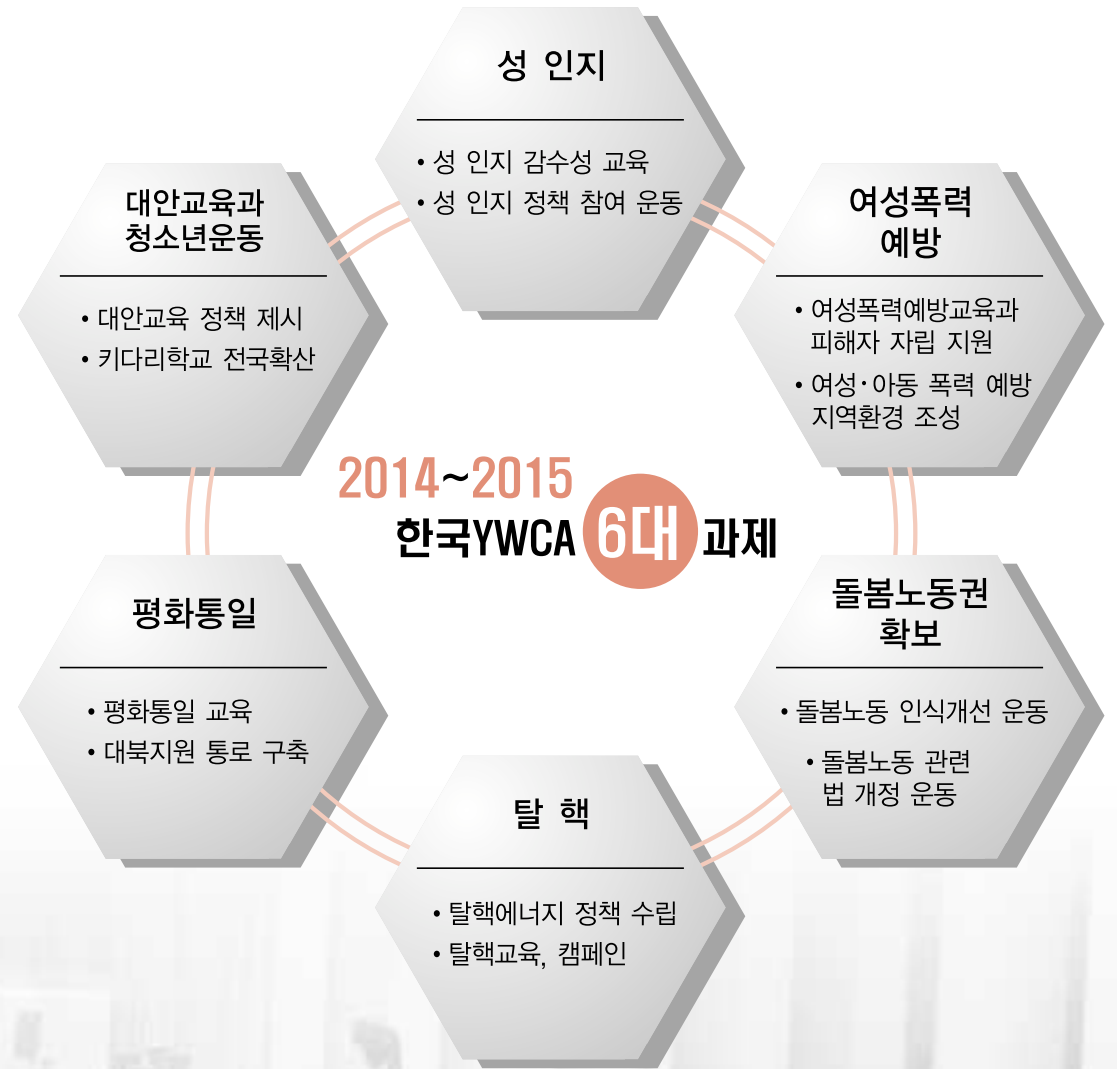 성 인지
• 성 인지 감수성 교육
• 성 인지 정책 참여 운동
대안교육과
청소년운동
• 대안교육 정책 제시
• 키다리학교 전국확산
여성폭력
예방
• 여성폭력예방교육과
피해자 자립 지원
• 여성·아동 폭력 예방
지역환경 조성
2014~2015
한국YWCA 6대 과제
평화통일
• 평화통일 교육
• 대북지원 통로 구축
돌봄노동권
확보
• 돌봄노동 인식개선 운동
• 돌봄노동 관련
법 개정 운동
탈 핵
• 탈핵에너지 정책 수립
• 탈핵교육, 캠페인